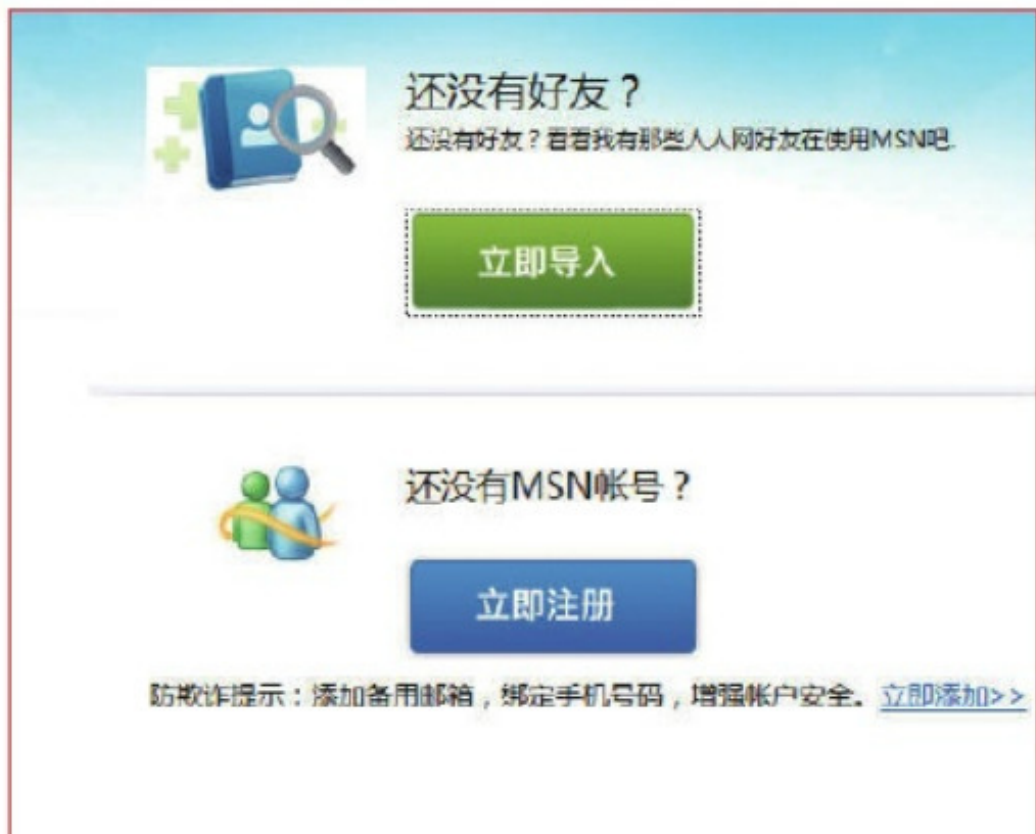 还没有好友？
还没有好友？看看我有那些人人网好友在使用MSN吧.
立即导入
还没有MSN帐号？
立即注册
防欺诈提示：添加备用邮箱，绑定手机号码，增强帐户安全。立即添加>>